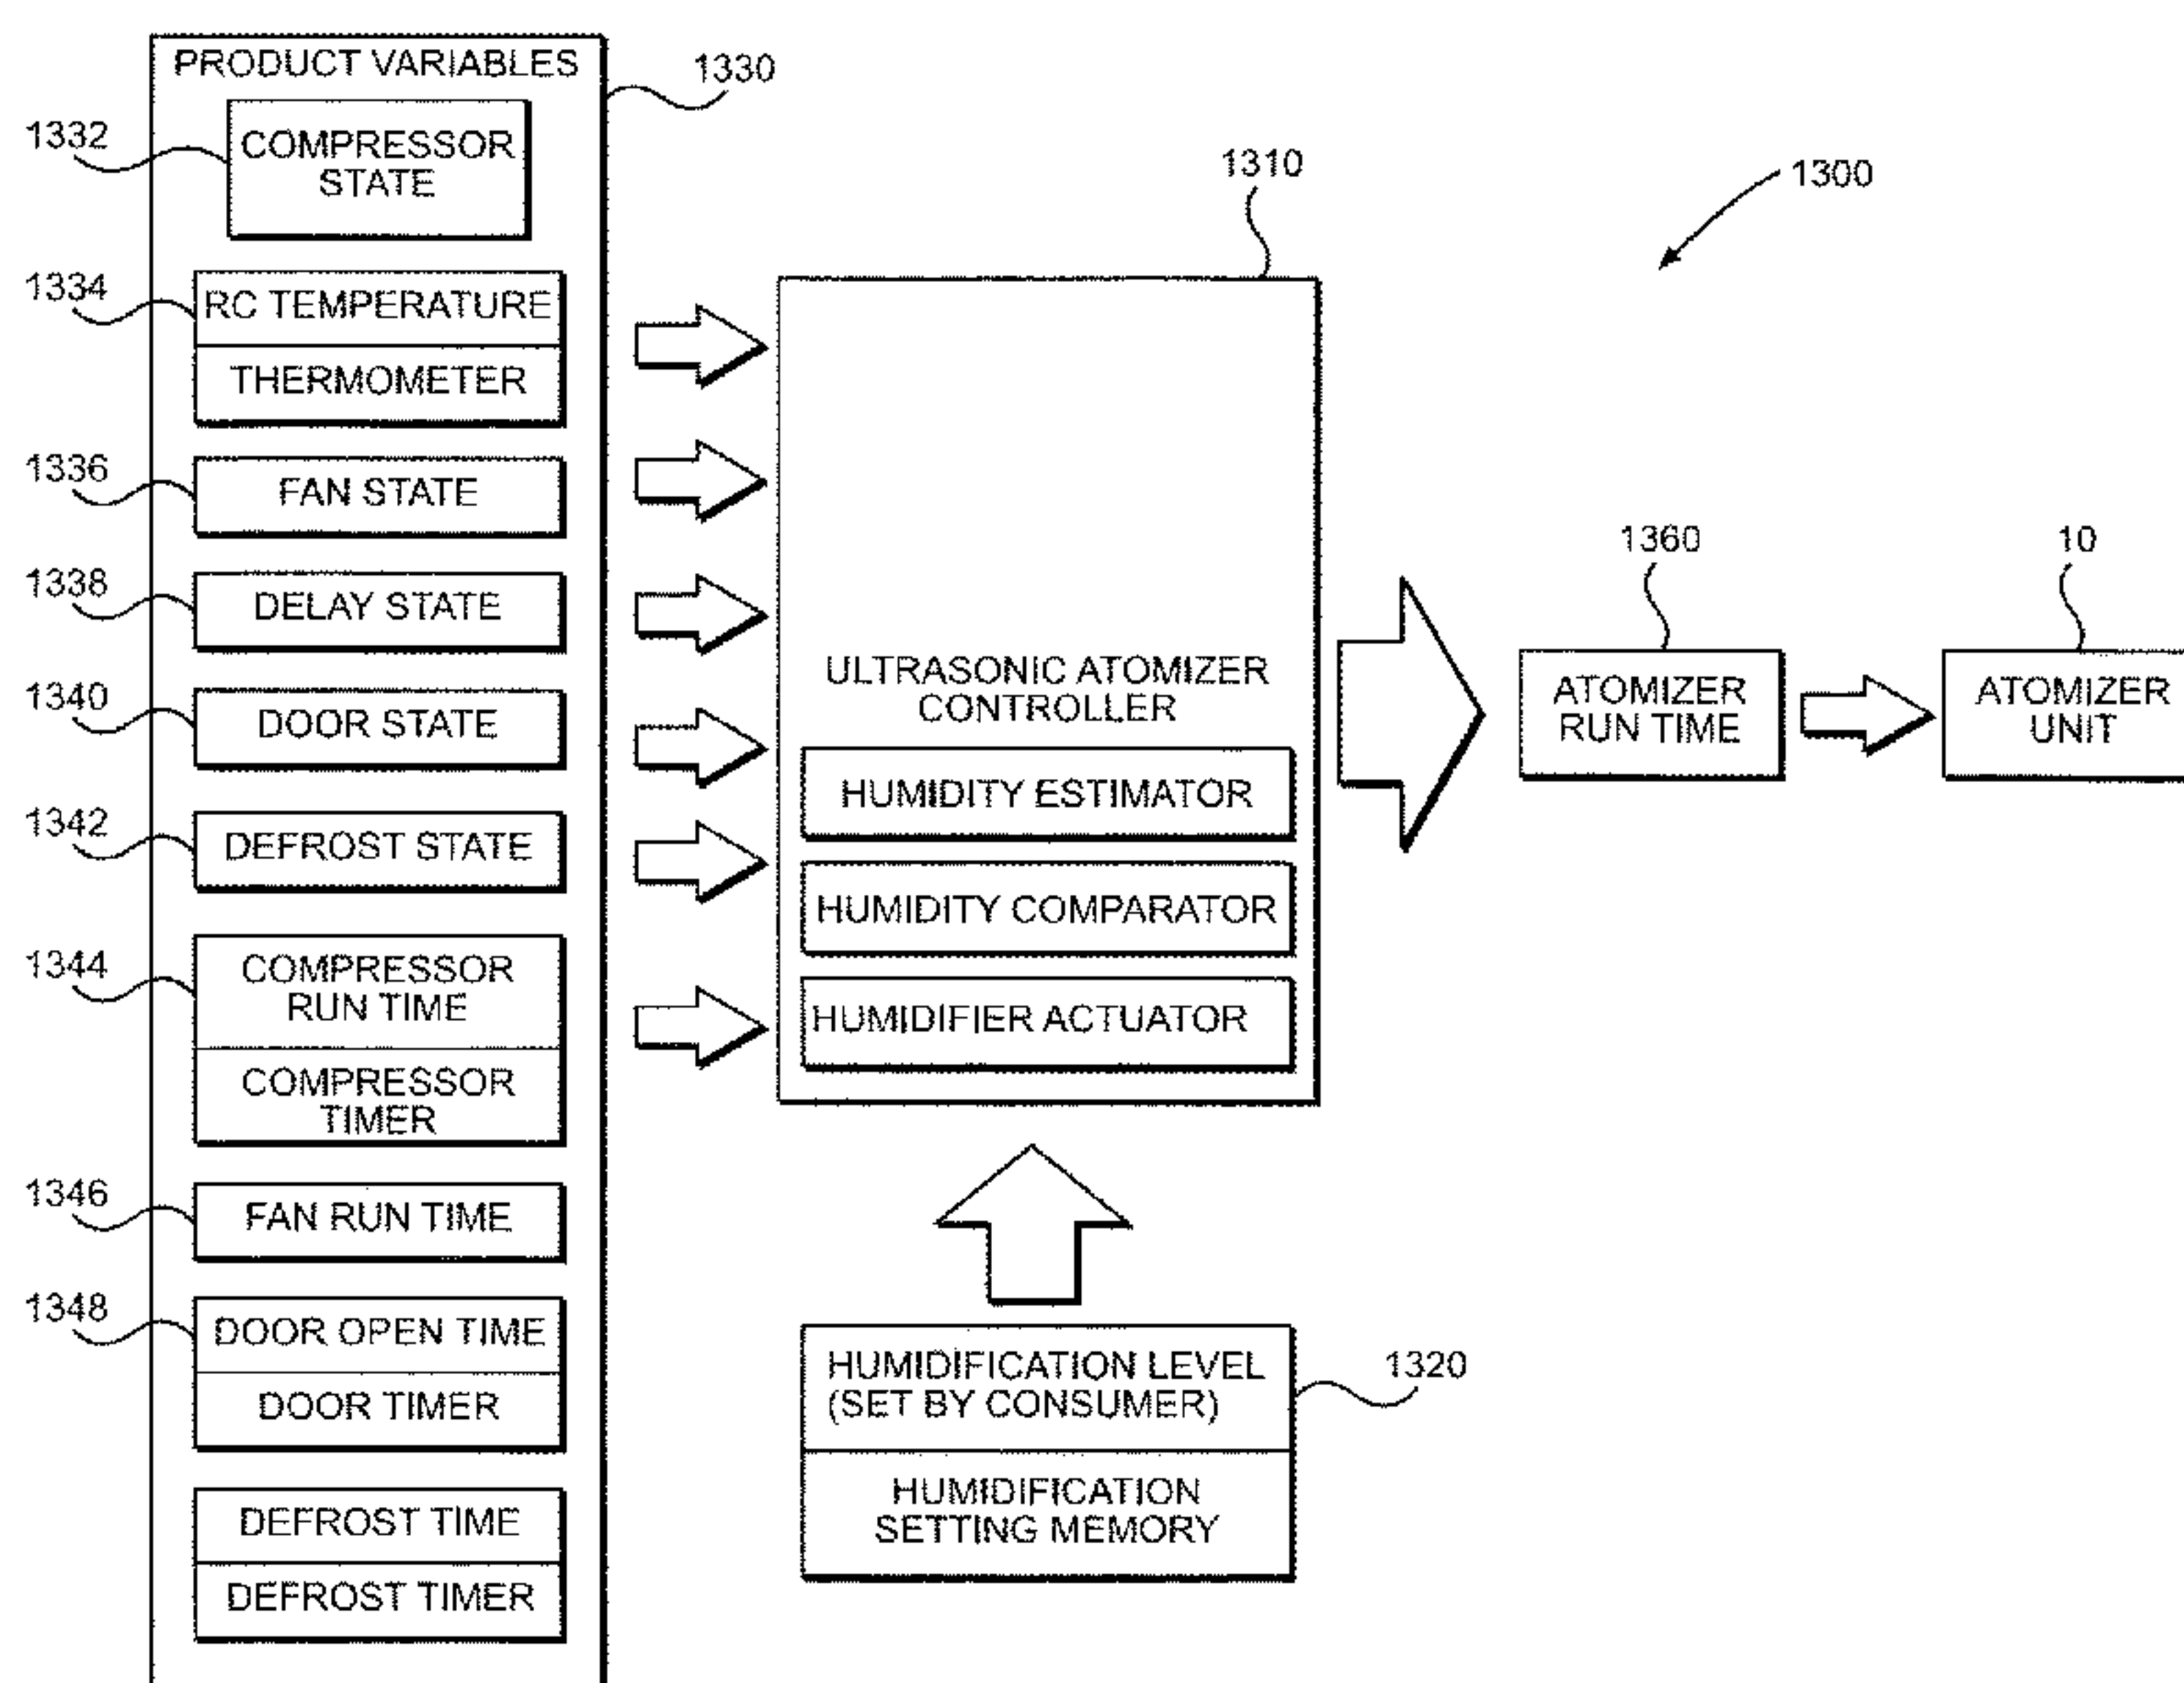 PRODUCT VARIABLES
1330
1332
COMPRESSOR
STATE
1334
RC TEMPERATURE
THERMOMETER
1336
FAN STATE
1338
DELAY STATE
1340
DOOR STATE
1342
DEFROST STATE
1344
COMPRESSOR
RUN TIME
COMPRESSOR
TIMER
1346
FAN RUN TIME
1348
DOOR OPEN TIME
DOOR TIMER
DEFROST TIME
DEFROST TIMER
1310
ULTRASONIC ATOMIZER
CONTROLLER
HUMIDITY ESTIMATOR
HUMIDITY COMPARATOR
HUMIDIFIER ACTUATOR
HUMIDIFICATION LEVEL
(SET BY CONSUMER)
HUMIDIFICATION
SETTING MEMORY
1320
1300
1360
ATOMIZER
RUN TIME
10
ATOMIZER
UNIT